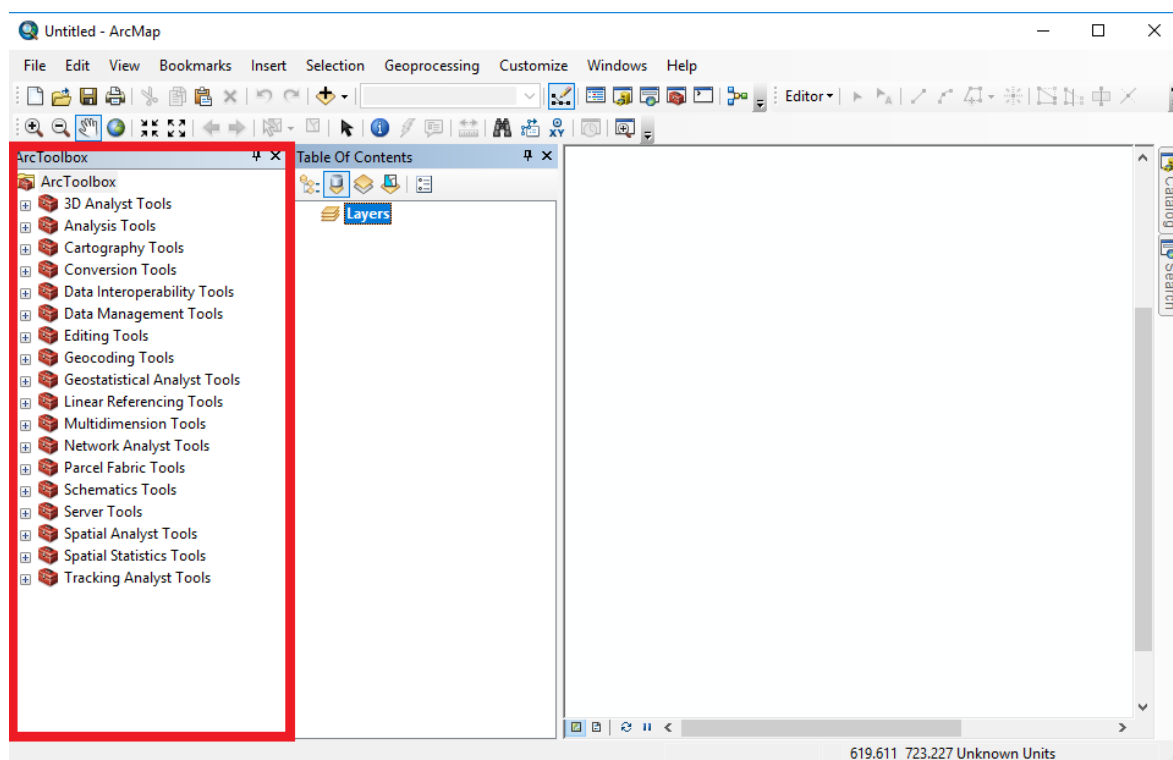 Untitled - ArcMap
File Edit View Bookmarks Insert Selection Geoprocessing Customize Windows Help
Editor
ArcToolbox
ArcToolbox
3D Analyst Tools
Analysis Tools
Cartography Tools
Conversion Tools
Data Interoperability Tools
Data Management Tools
Editing Tools
Geocoding Tools
Geostatistical Analyst Tools
Linear Referencing Tools
Multidimension Tools
Network Analyst Tools
Parcel Fabric Tools
Schematics Tools
Server Tools
Spatial Analyst Tools
Spatial Statistics Tools
Tracking Analyst Tools
Table Of Contents
Layers
Catalog
Search
619.611 723.227 Unknown Units